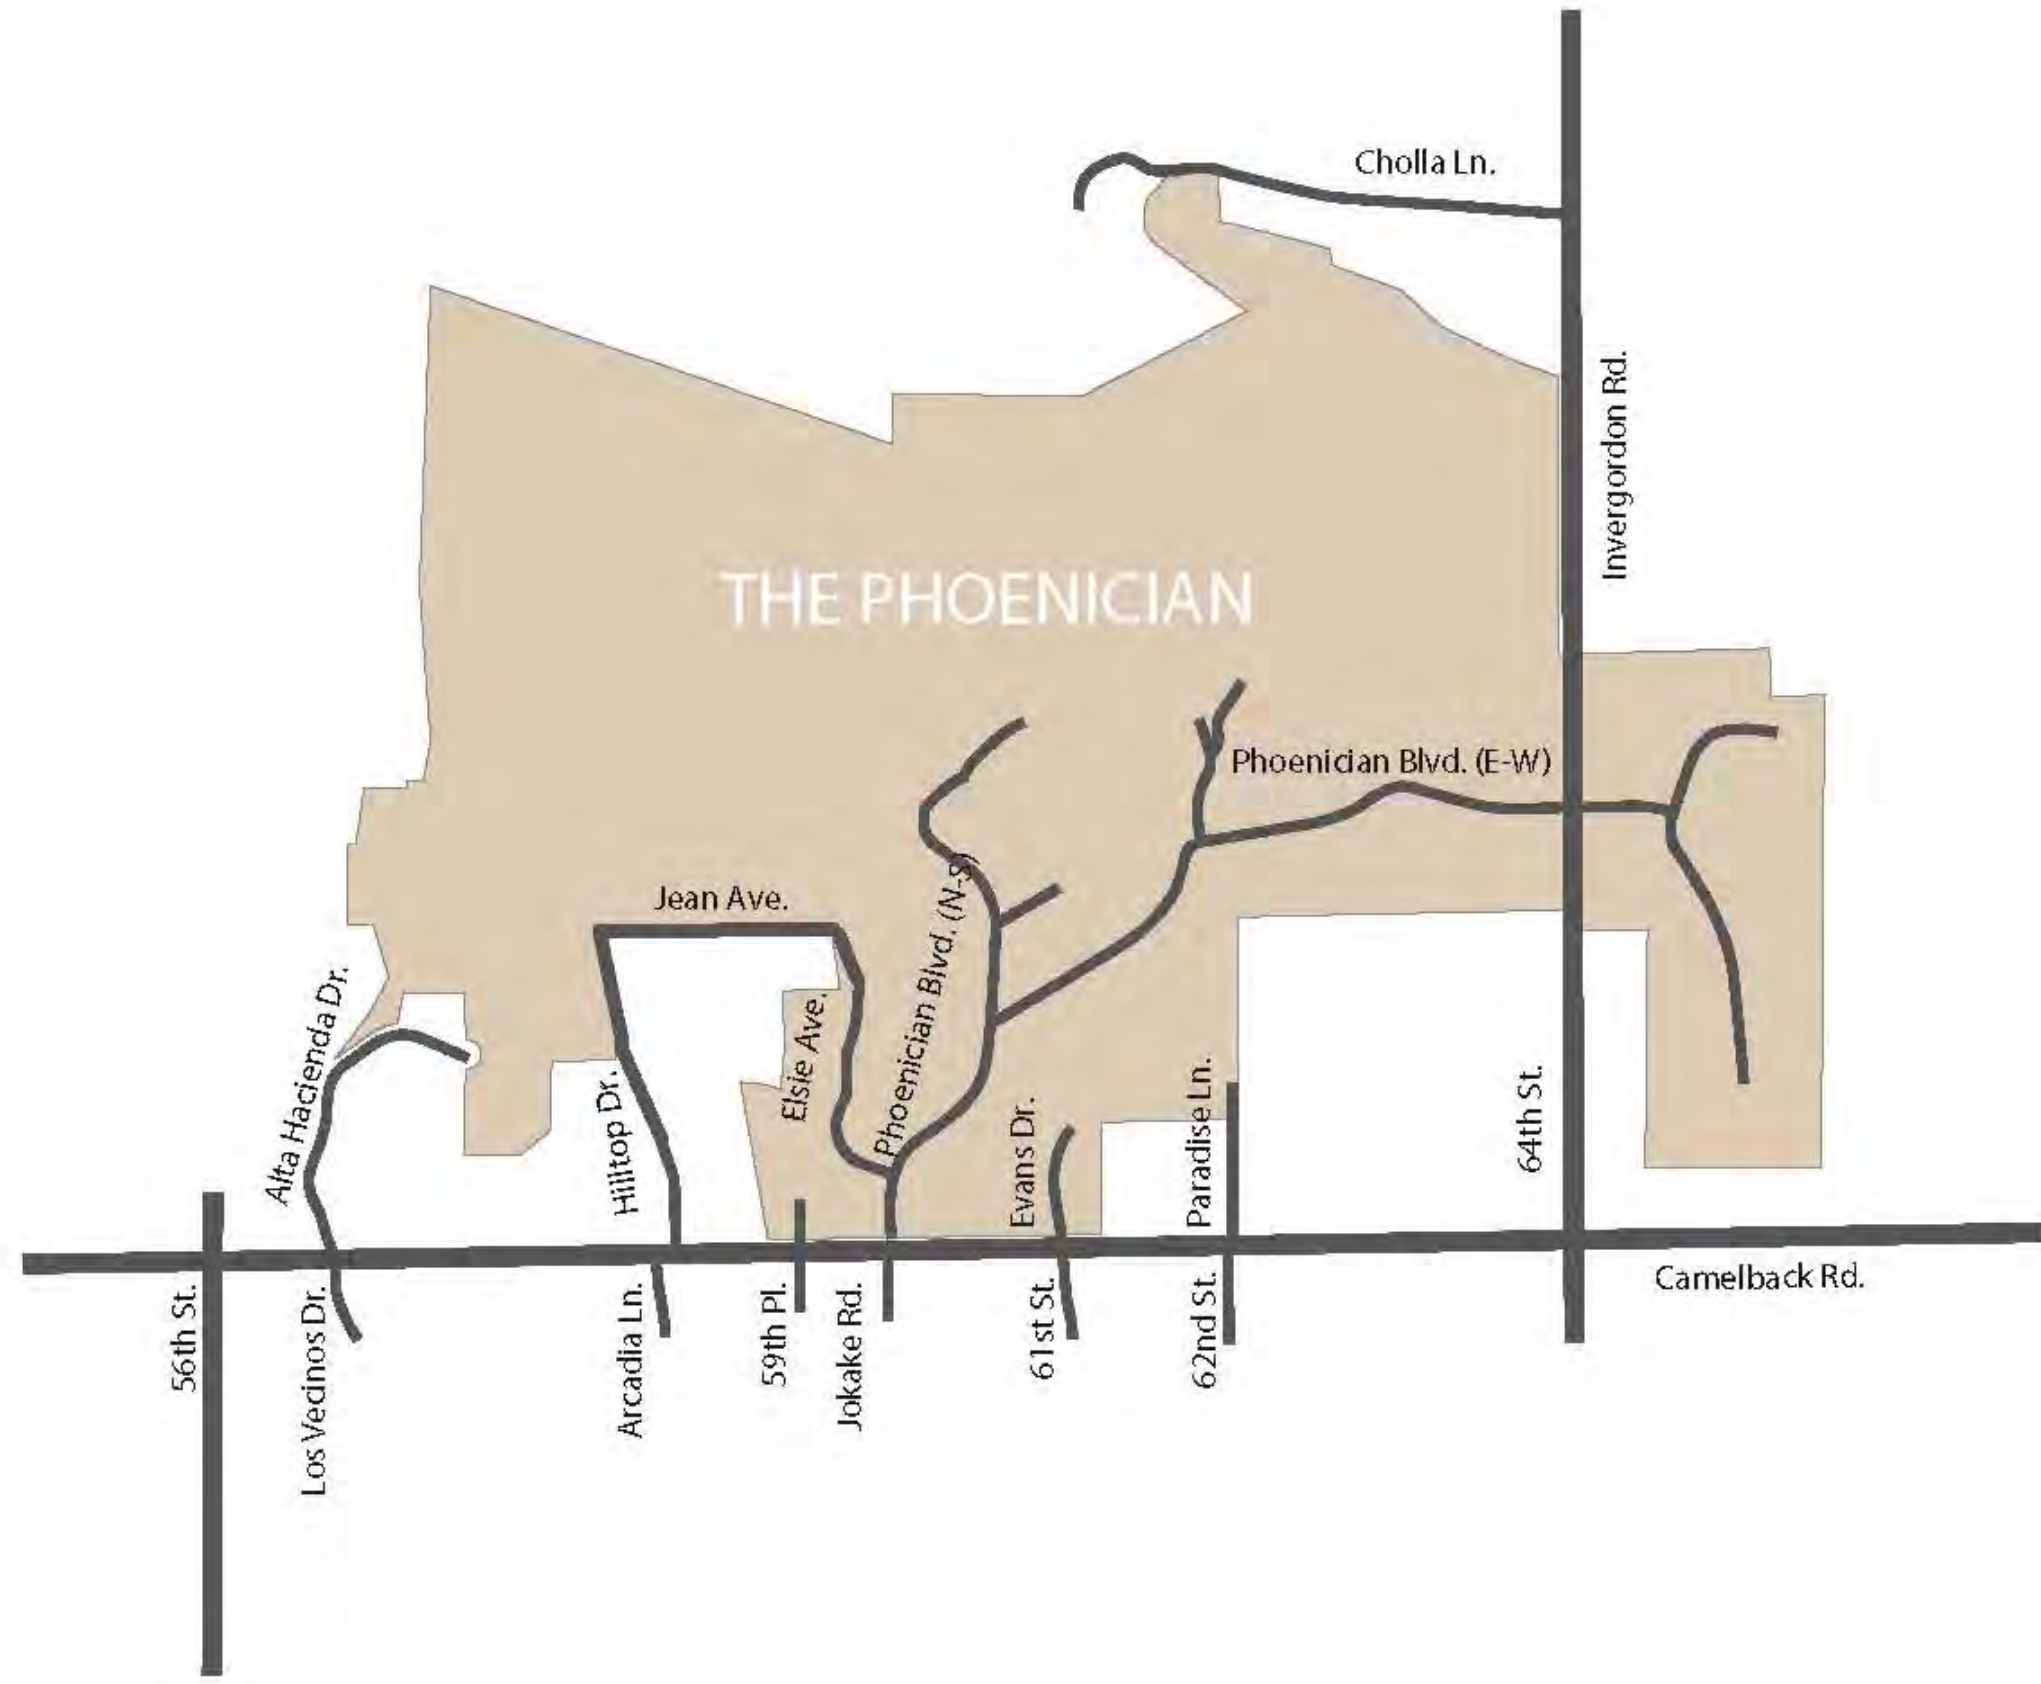 Cholla Ln.
Invergordon Rd.
THE PHOENICIAN
Phoenician Blvd. (E-W)
Jean Ave.
Phoenician Blvd. (N-S)
Alta Hacienda Dr.
Elsie Ave.
Hilltop Dr.
Evans Dr.
Paradise Ln.
64th St.
Camelback Rd.
56th St.
Los Vecinos Dr.
Arcadia Ln.
59th Pl.
Jokake Rd.
61st St.
62nd St.